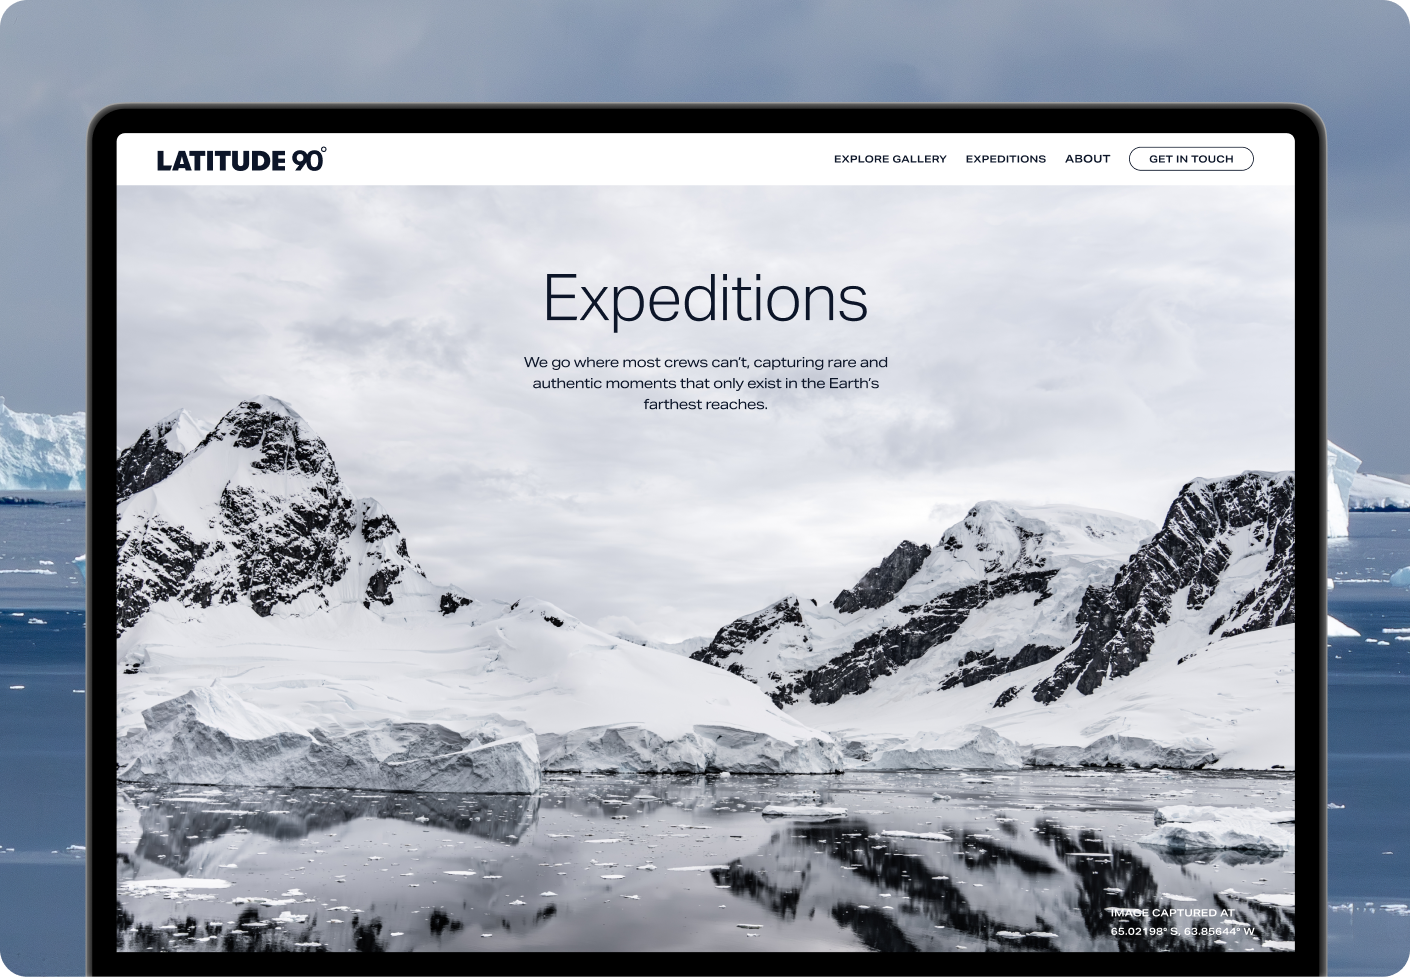 LATITUDE 90°
EXPLORE GALLERY EXPEDITIONS ABOUT GET IN TOUCH
Expeditions
We go where most crews can’t, capturing rare and
authentic moments that only exist in the Earth’s
farthest reaches.
IMAGE CAPTURED AT
65.02198° S, 63.85644° W